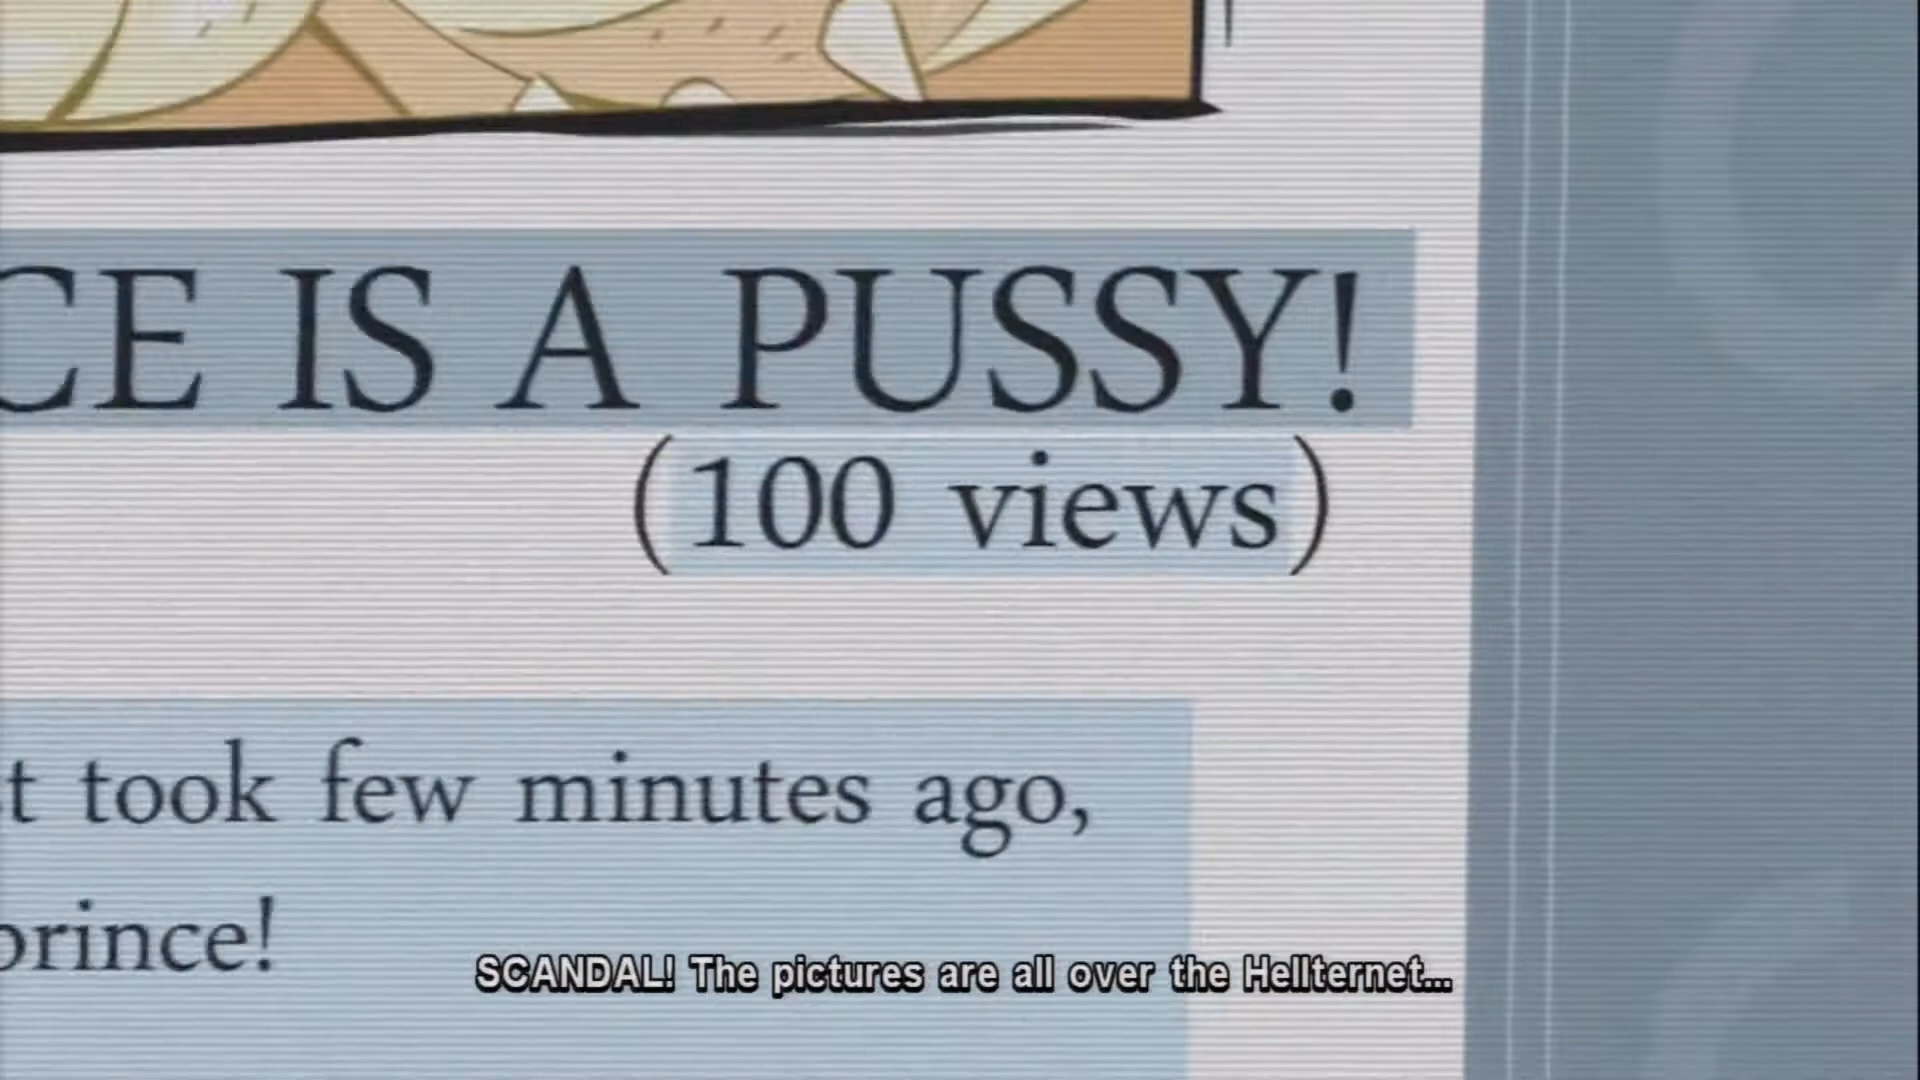 CE IS A PUSSY!
(100 views)
t took few minutes ago,
prince!
SCANDAL! The pictures are all over the Hellternet...